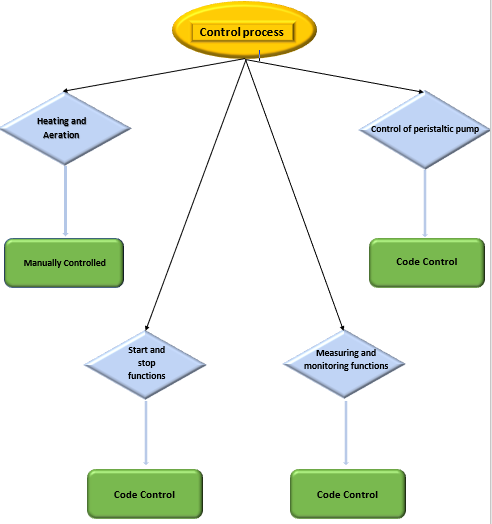 Control process
Heating and
Aeration
Control of peristaltic pump
Manually Controlled
Code Control
Start and
stop
functions
Measuring and
monitoring functions
Code Control
Code Control